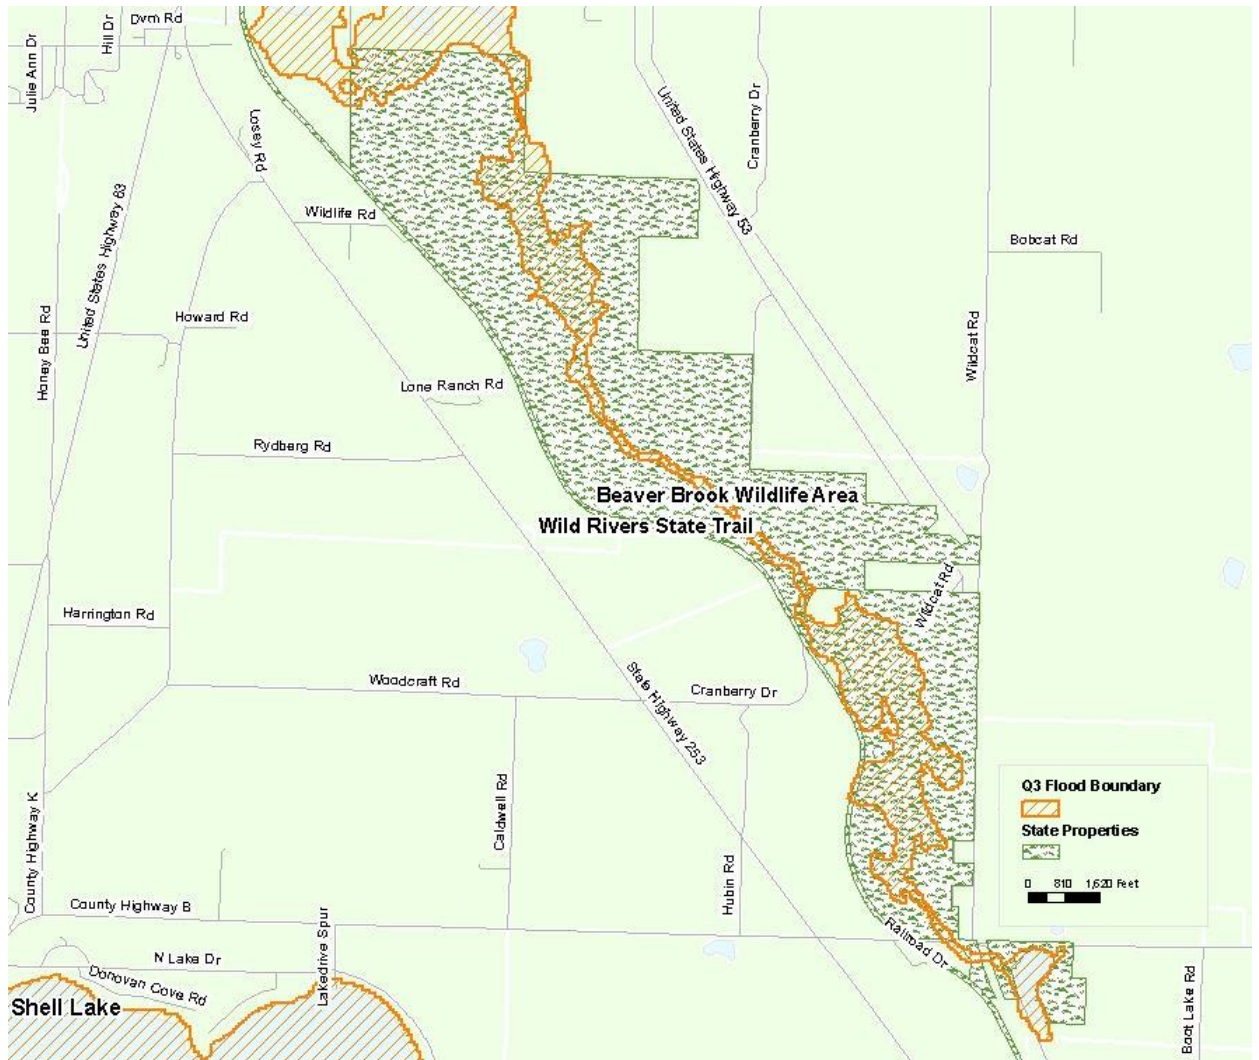 Dvm Rd
Hill Dr
Julie Ann Dr
Losey Rd
United States Highway 63
United States Highway 53
Cranberry Dr
Wildlife Rd
Bobcat Rd
Honey Bee Rd
Howard Rd
Wildcat Rd
Lone Ranch Rd
Rydberg Rd
Beaver Brook Wildlife Area
Wild Rivers State Trail
Wildcat Rd
Harrington Rd
Woodcraft Rd
Cranberry Dr
State Highway 253
Q3 Flood Boundary
State Properties
0 810 1,620 Feet
Caldwell Rd
County Highway K
Hubin Rd
County Highway B
Railroad Dr
N Lake Dr
Lakedrive Spur
Donovan Cove Rd
Shell Lake
Boot Lake Rd